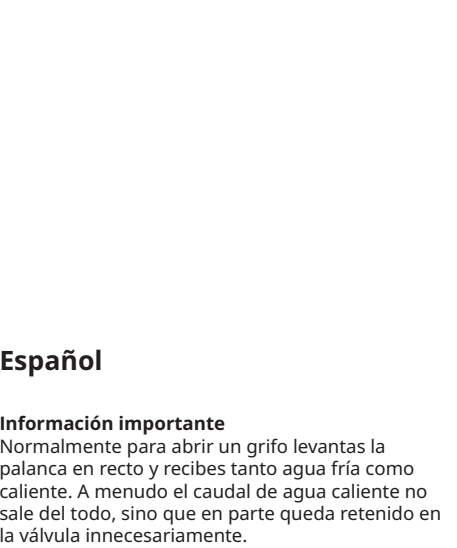 Español
Información importante
Normalmente para abrir un grifo levantas la
palanca en recto y recibes tanto agua fría como
caliente. A menudo el caudal de agua caliente no
sale del todo, sino que en parte queda retenido en
la válvula innecesariamente.